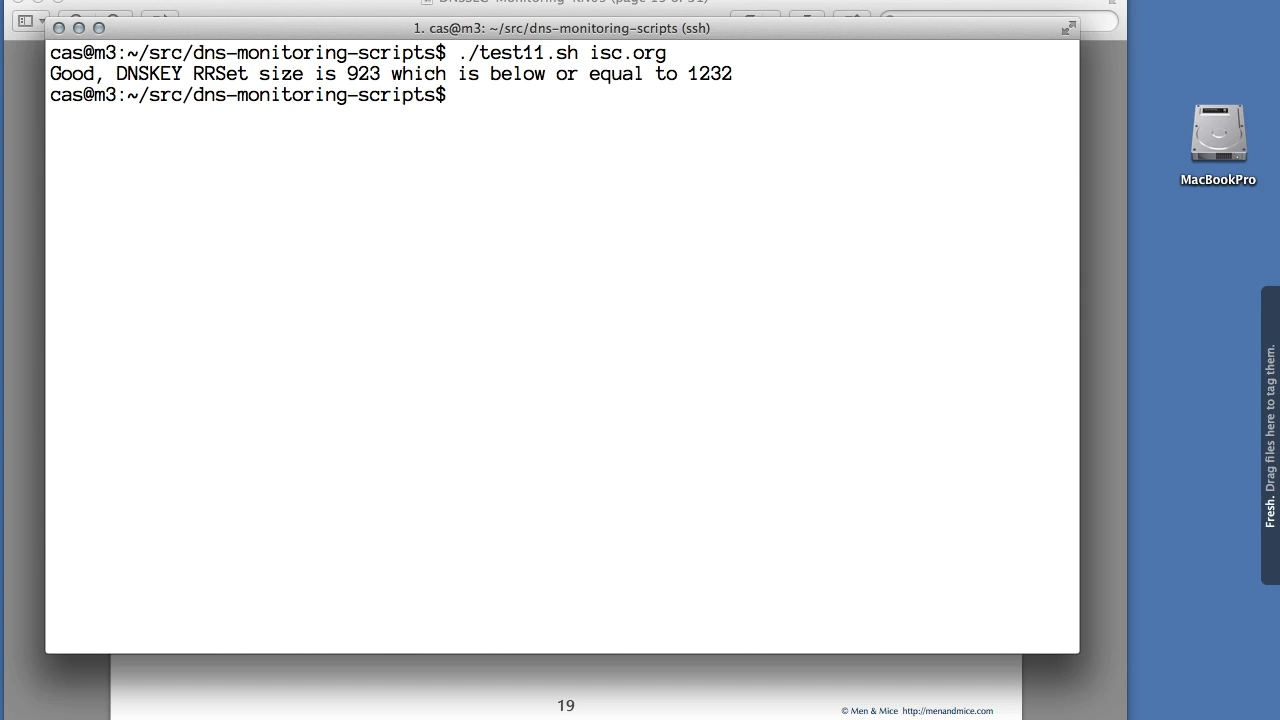 1. cas@m3: ~/src/dns-monitoring-scripts (ssh)
cas@m3:~/src/dns-monitoring-scripts$ ./test11.sh isc.org
Good, DNSKEY RRSet size is 923 which is below or equal to 1232
cas@m3:~/src/dns-monitoring-scripts$
MacBookPro
Fresh. Drag files here to tag them.
19
© Men & Mice http://menandmice.com